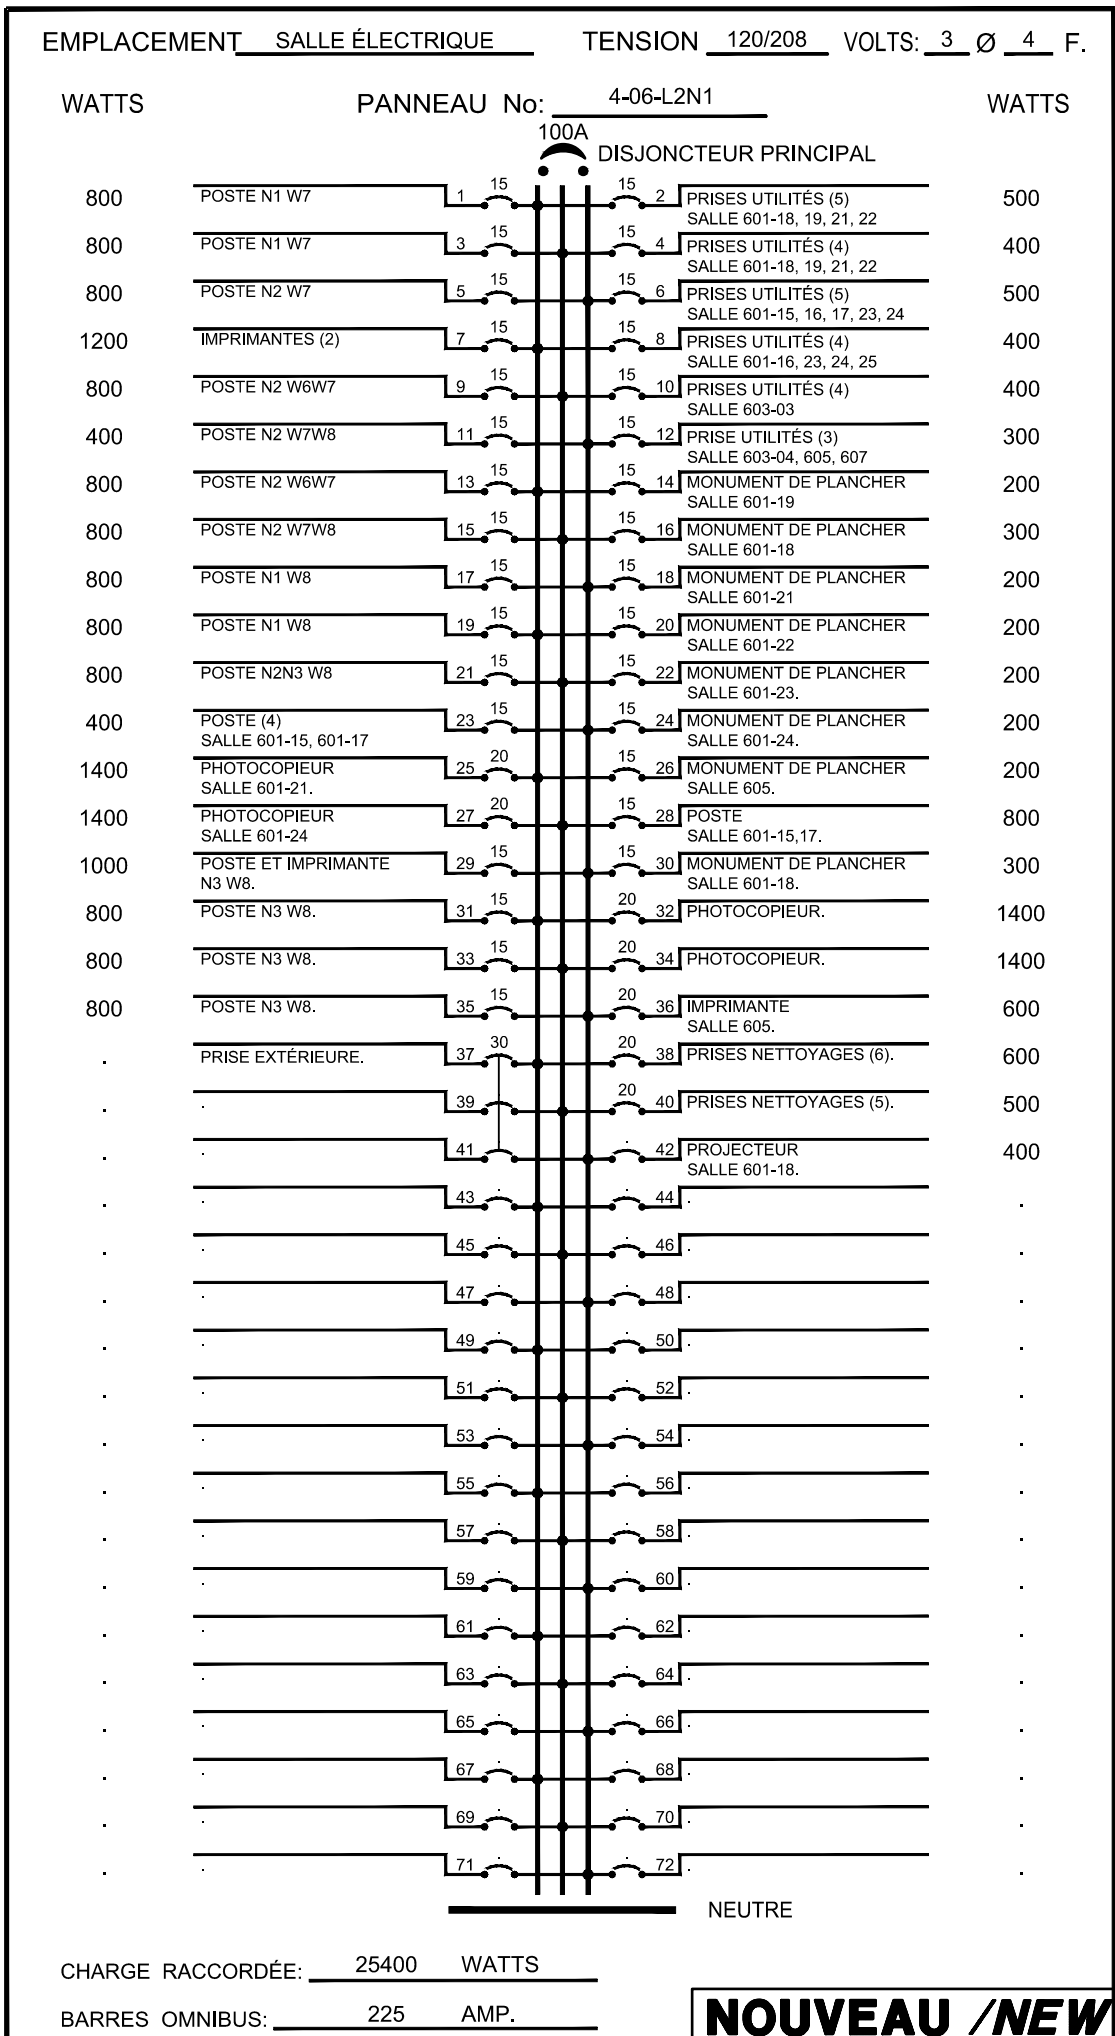 EMPLACEMENT SALLE ÉLECTRIQUE TENSION 120/208 VOLTS: 3 Ø 4 F.
WATTS PANNEAU No: 4-06-L2N1 WATTS
100A
DISJONCTEUR PRINCIPAL
800 POSTE N1 W7 1 15 15 2 PRISES UTILITÉS (5) 500
SALLE 601-18, 19, 21, 22
800 POSTE N1 W7 3 15 15 4 PRISES UTILITÉS (4) 400
SALLE 601-18, 19, 21, 22
800 POSTE N2 W7 5 15 15 6 PRISES UTILITÉS (5) 500
SALLE 601-15, 16, 17, 23, 24
1200 IMPRIMANTES (2) 7 15 15 8 PRISES UTILITÉS (4) 400
SALLE 601-16, 23, 24, 25
800 POSTE N2 W6W7 9 15 15 10 PRISES UTILITÉS (4) 400
SALLE 603-03
400 POSTE N2 W7W8 11 15 15 12 PRISE UTILITÉS (3) 300
SALLE 603-04, 605, 607
800 POSTE N2 W6W7 13 15 15 14 MONUMENT DE PLANCHER 200
SALLE 601-19
800 POSTE N2 W7W8 15 15 15 16 MONUMENT DE PLANCHER 300
SALLE 601-18
800 POSTE N1 W8 17 15 15 18 MONUMENT DE PLANCHER 200
SALLE 601-21
800 POSTE N1 W8 19 15 15 20 MONUMENT DE PLANCHER 200
SALLE 601-22
800 POSTE N2N3 W8 21 15 15 22 MONUMENT DE PLANCHER 200
SALLE 601-23.
400 POSTE (4) 23 15 15 24 MONUMENT DE PLANCHER 200
SALLE 601-15, 601-17 SALLE 601-24.
1400 PHOTOCOPIEUR 25 20 15 26 MONUMENT DE PLANCHER 200
SALLE 601-21. SALLE 605.
1400 PHOTOCOPIEUR 27 20 15 28 POSTE 800
SALLE 601-24 SALLE 601-15,17.
1000 POSTE ET IMPRIMANTE 29 15 15 30 MONUMENT DE PLANCHER 300
N3 W8. SALLE 601-18.
800 POSTE N3 W8. 31 15 20 32 PHOTOCOPIEUR. 1400
800 POSTE N3 W8. 33 15 20 34 PHOTOCOPIEUR. 1400
800 POSTE N3 W8. 35 15 20 36 IMPRIMANTE 600
SALLE 605.
. PRISE EXTÉRIEURE. 37 30 20 38 PRISES NETTOYAGES (6). 600
. . 39 20 40 PRISES NETTOYAGES (5). 500
. . 41 . 42 PROJECTEUR 400
SALLE 601-18.
. . 43 . . 44 . .
. . 45 . . 46 . .
. . 47 . . 48 . .
. . 49 . . 50 . .
. . 51 . . 52 . .
. . 53 . . 54 . .
. . 55 . . 56 . .
. . 57 . . 58 . .
. . 59 . . 60 . .
. . 61 . . 62 . .
. . 63 . . 64 . .
. . 65 . . 66 . .
. . 67 . . 68 . .
. . 69 . . 70 . .
. . 71 . . 72 . .
NEUTRE
CHARGE RACCORDÉE: 25400 WATTS
BARRES OMNIBUS: 225 AMP.
NOUVEAU /NEW